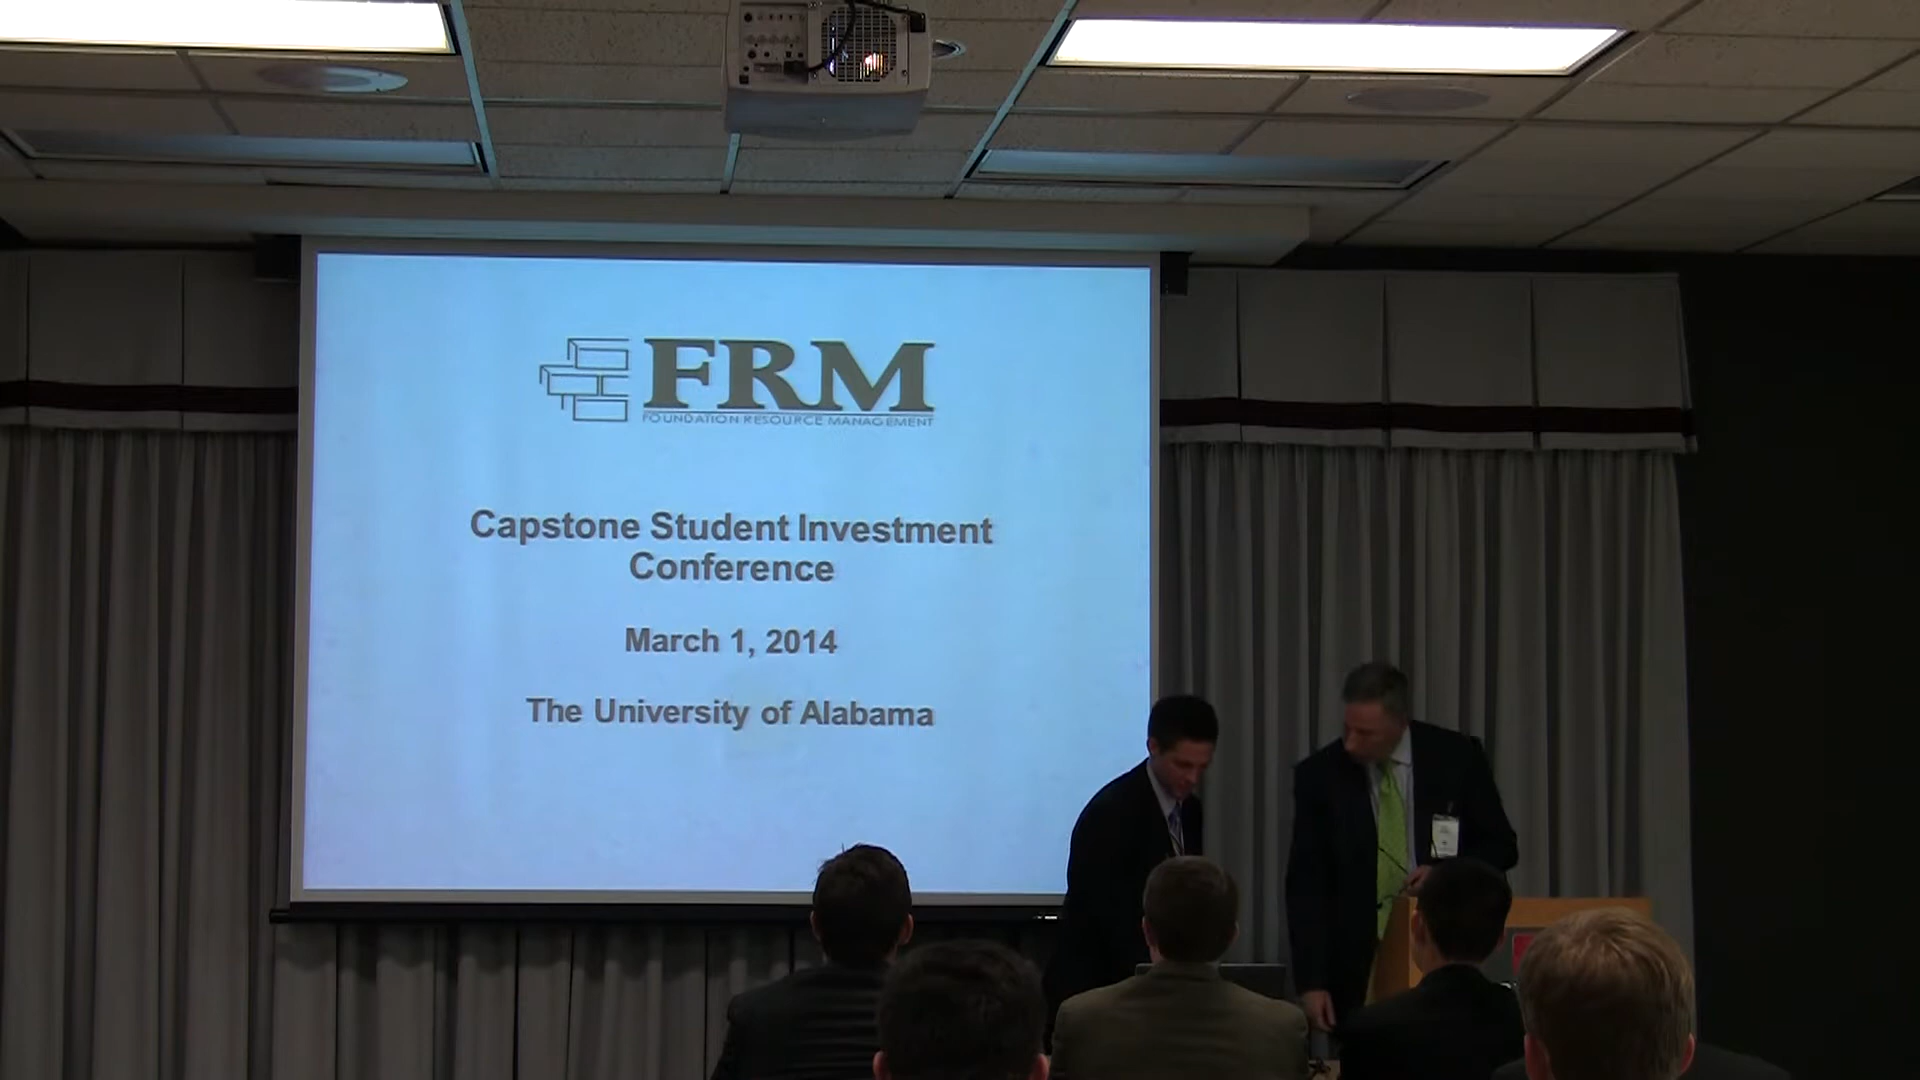 FRM
FOUNDATION RESOURCE MANAGEMENT
Capstone Student Investment
Conference
March 1, 2014
The University of Alabama